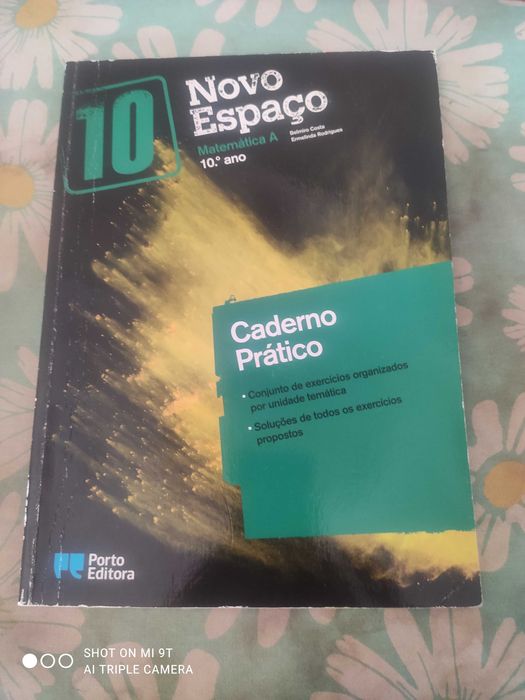 10
Novo
Espaço
Belmiro Costa
Ermelinda Rodrigues
Matemática A
10.º ano
Caderno
Prático
• Conjunto de exercícios organizados
por unidade temática
• Soluções de todos os exercícios
propostos
Porto
Editora
SHOT ON MI 9T
AI TRIPLE CAMERA